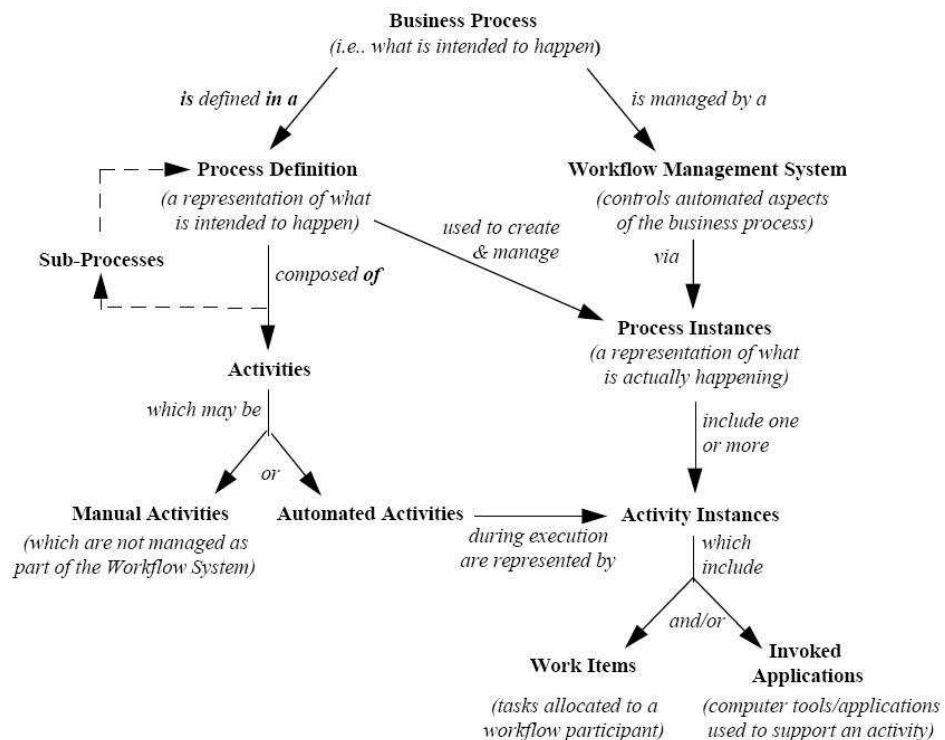 Business Process
(i.e.. what is intended to happen)
is defined in a
is managed by a
Process Definition
(a representation of what
is intended to happen)
Workflow Management System
(controls automated aspects
of the business process)
used to create
& manage
Sub-Processes
composed of
via
Process Instances
(a representation of what
is actually happening)
Activities
which may be
include one
or more
or
Manual Activities
(which are not managed as
part of the Workflow System)
Automated Activities
during execution
are represented by
Activity Instances
which
include
and/or
Work Items
(tasks allocated to a
workflow participant)
Invoked
Applications
(computer tools/applications
used to support an activity)